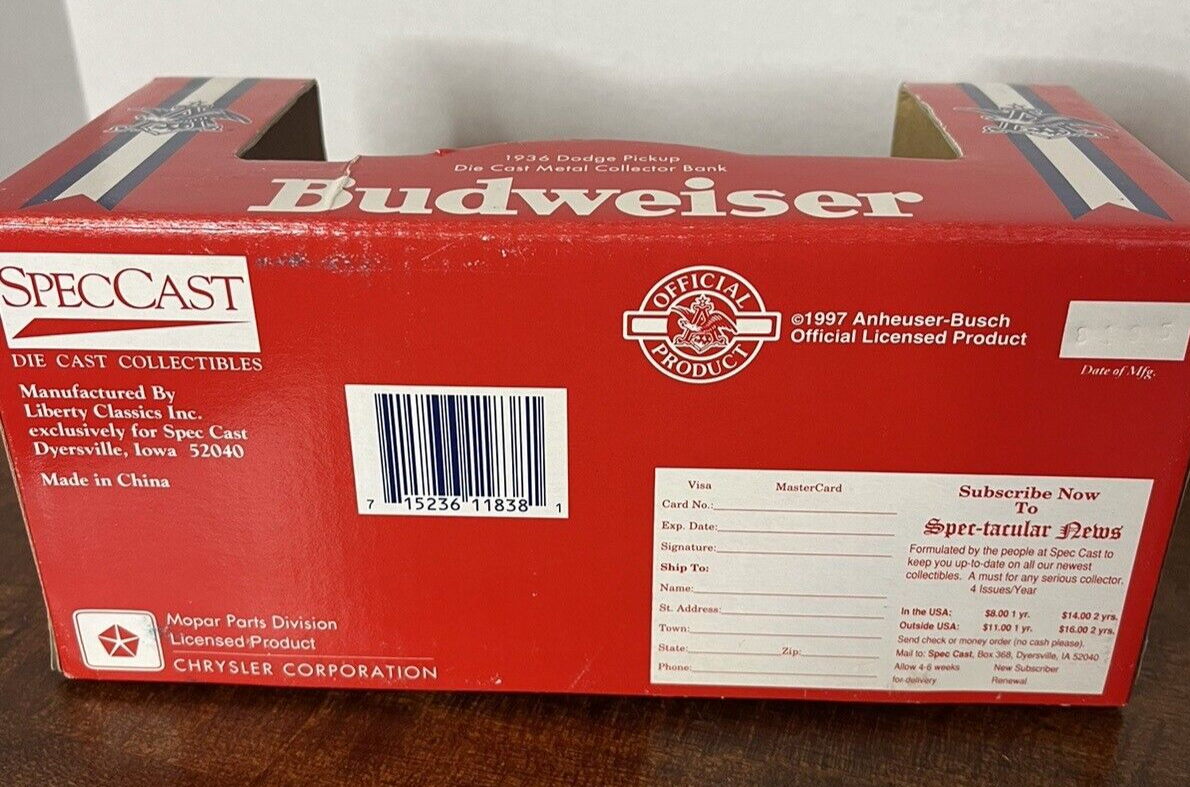 1936 Dodge Pickup
Die Cast Metal Collector Bank
Budweiser
SPECCAST
DIE CAST COLLECTIBLES
Manufactured By
Liberty Classics Inc.
exclusively for Spec Cast
Dyersville, Iowa 52040
Made in China
7 15236 11838 1
OFFICIAL
PRODUCT
©1997 Anheuser-Busch
Official Licensed Product
Date of Mfg.
Mopar Parts Division
Licensed Product
CHRYSLER CORPORATION
Visa MasterCard
Card No.:
Exp. Date:
Signature:
Ship To:
Name:
St. Address:
Town:
State: Zip:
Phone:
Subscribe Now
To
Spec-tacular News
Formulated by the people at Spec Cast to
keep you up-to-date on all our newest
collectibles. A must for any serious collector.
4 Issues/Year
In the USA: $8.00 1 yr. $14.00 2 yrs.
Outside USA: $11.00 1 yr. $16.00 2 yrs.
Send check or money order (no cash please).
Mail to: Spec Cast, Box 368, Dyersville, IA 52040
Allow 4-6 weeks New Subscriber
for delivery Renewal